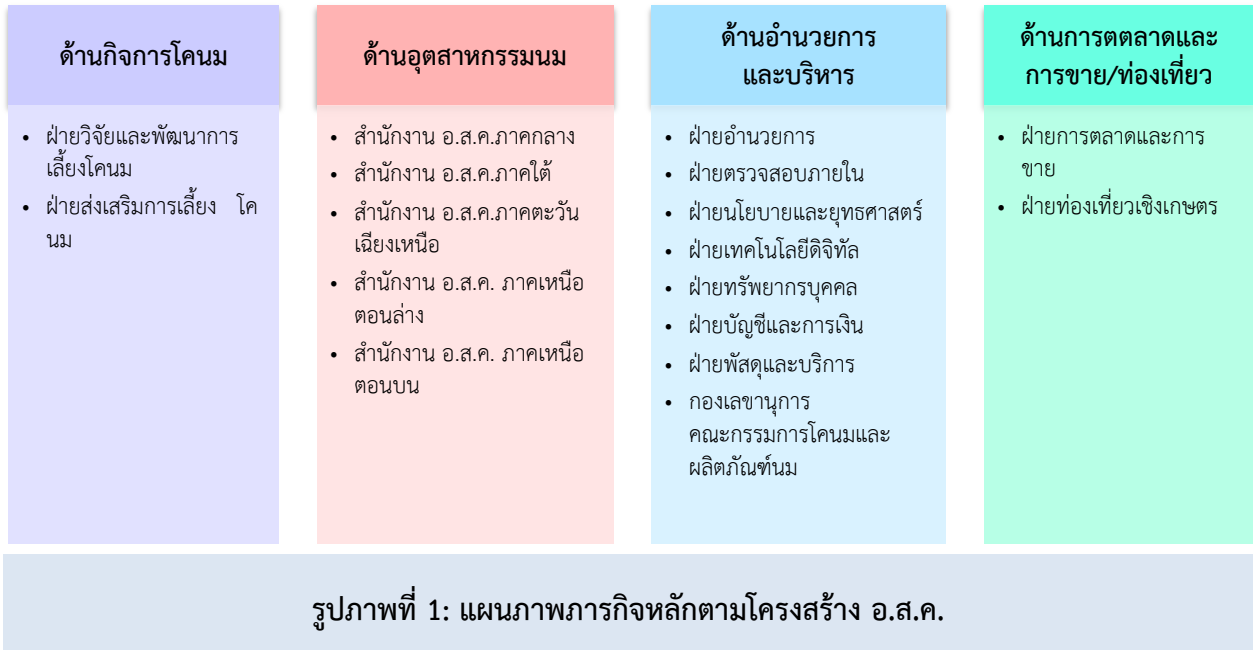 ด้านกิจการโคนม
• ฝ่ายวิจัยและพัฒนาการ
เลี้ยงโคนม
• ฝ่ายส่งเสริมการเลี้ยง โค
นม
ด้านอุตสาหกรรมนม
• สำนักงาน อ.ส.ค.ภาคกลาง
• สำนักงาน อ.ส.ค.ภาคใต้
• สำนักงาน อ.ส.ค.ภาคตะวัน
เฉียงเหนือ
• สำนักงาน อ.ส.ค. ภาคเหนือ
ตอนล่าง
• สำนักงาน อ.ส.ค. ภาคเหนือ
ตอนบน
ด้านอำนวยการ
และบริหาร
• ฝ่ายอำนวยการ
• ฝ่ายตรวจสอบภายใน
• ฝ่ายนโยบายและยุทธศาสตร์
• ฝ่ายเทคโนโลยีดิจิทัล
• ฝ่ายทรัพยากรบุคคล
• ฝ่ายบัญชีและการเงิน
• ฝ่ายพัสดุและบริการ
• กองเลขานุการ
คณะกรรมการโคนมและ
ผลิตภัณฑ์นม
ด้านการตตลาดและ
การขาย/ท่องเที่ยว
• ฝ่ายการตลาดและการ
ขาย
• ฝ่ายท่องเที่ยวเชิงเกษตร
รูปภาพที่ 1: แผนภาพภารกิจหลักตามโครงสร้าง อ.ส.ค.